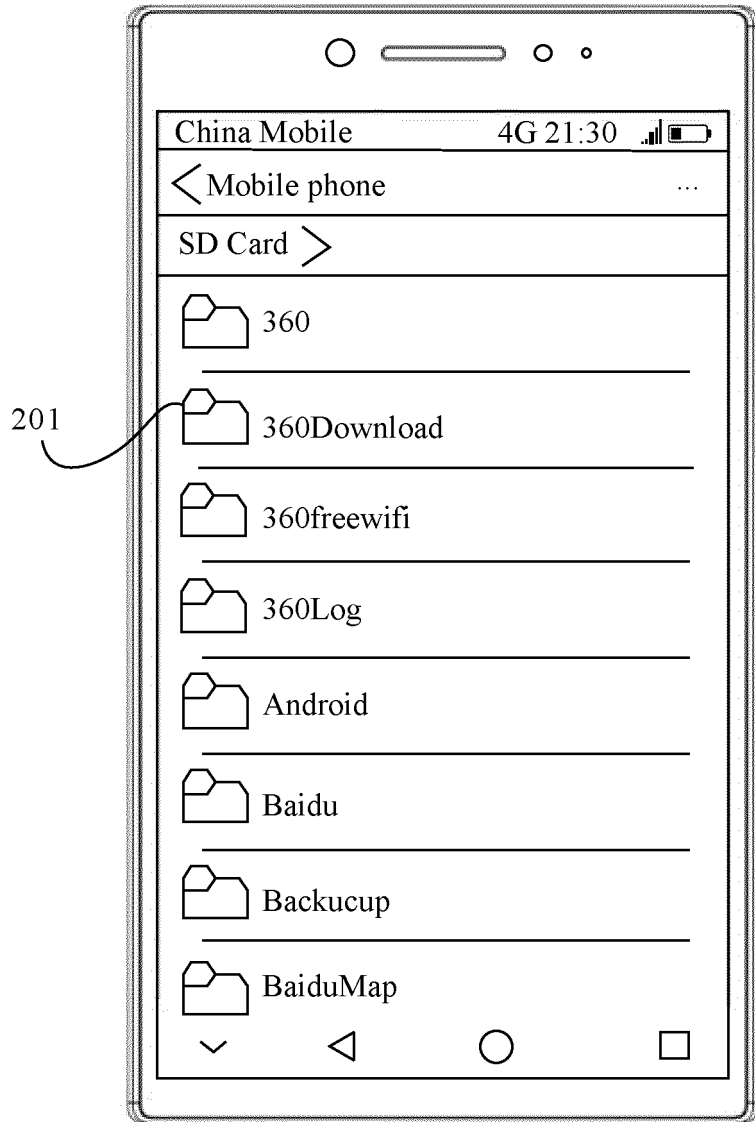 China Mobile 4G 21:30
Mobile phone ...
SD Card
360
201
360Download
360freewifi
360Log
Android
Baidu
Backucup
BaiduMap